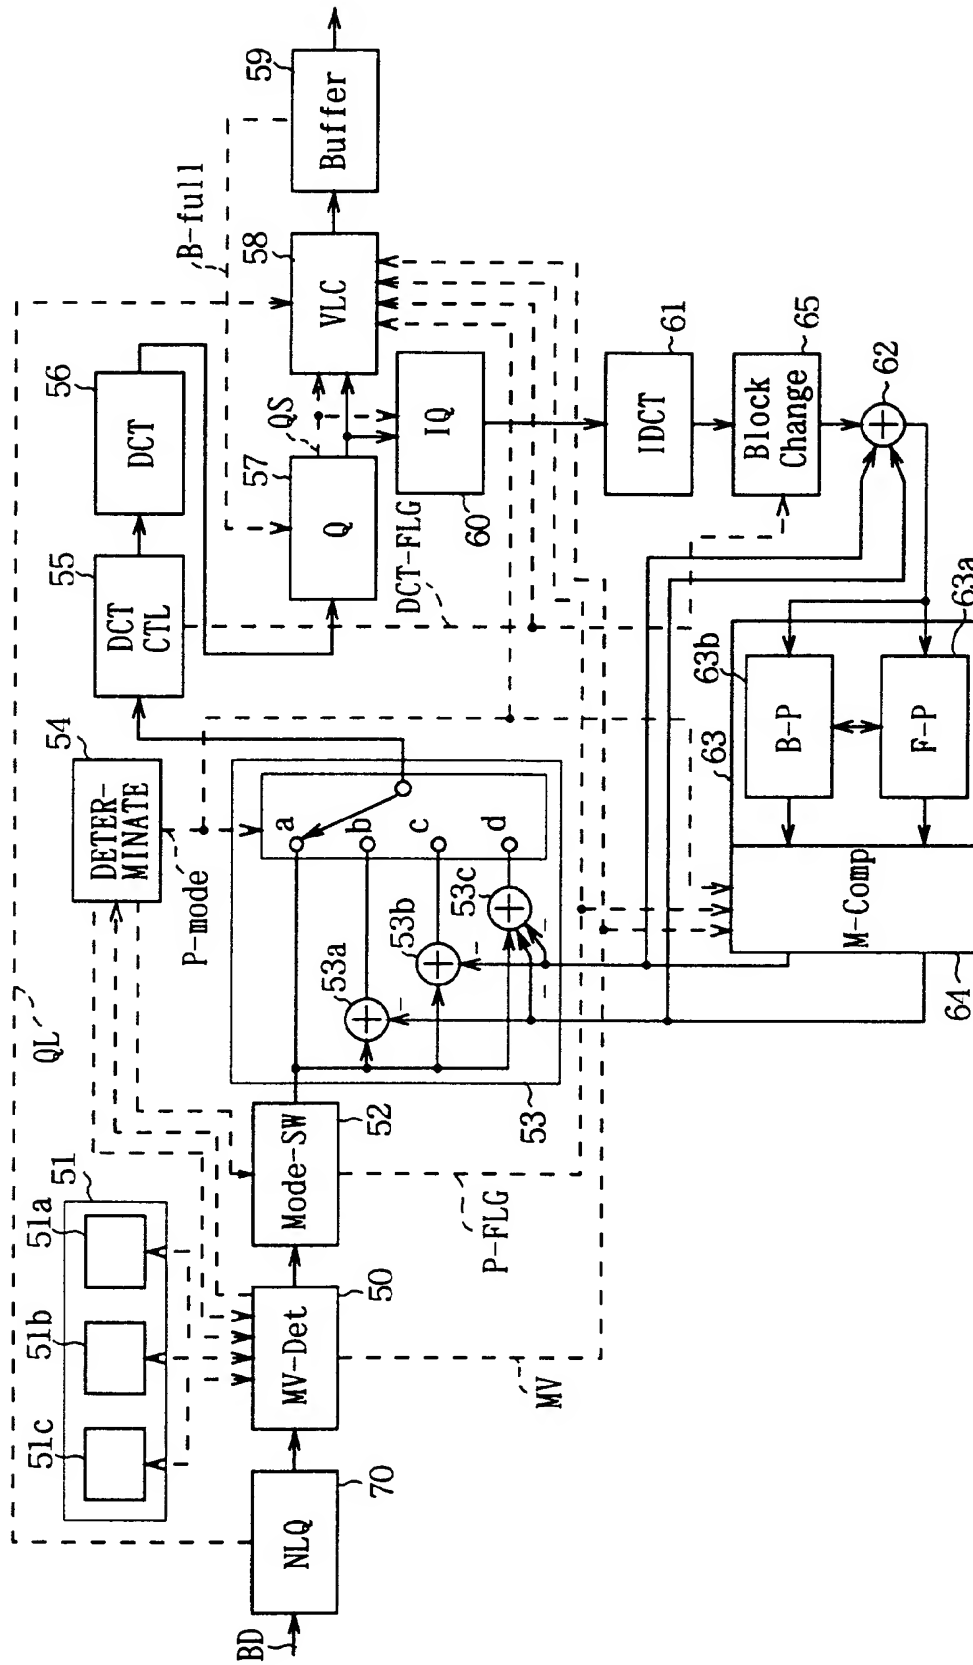 BD
NLQ
70
QL
51
51a
51b
51c
MV-Det
50
MV
Mode-SW
52
P-FLG
DETER-
MINATE
54
P-mode
53
53a
53b
53c
a
b
c
d
-
-
-
-
DCT
CTL
55
DCT
56
DCT-FLG
Q
57
QS
VLC
58
B-full
Buffer
59
IQ
60
IDCT
61
Block
Change
65
62
63
63b
B-P
63a
F-P
M-Comp
64